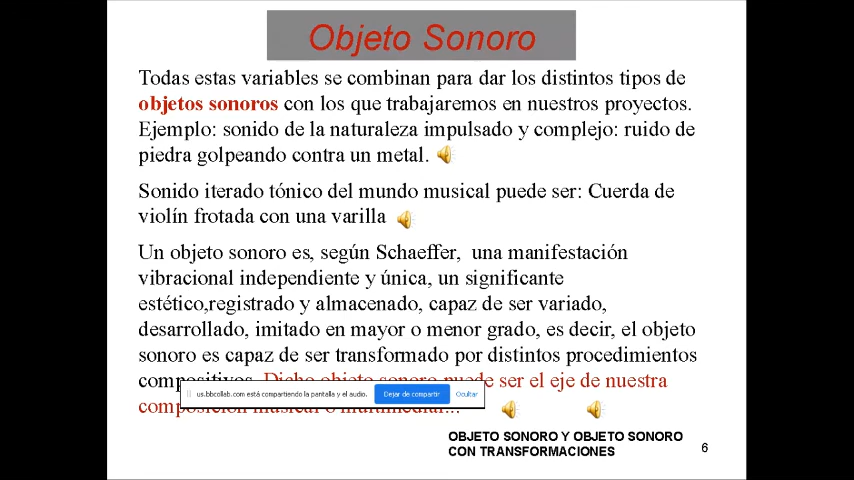 Objeto Sonoro
Todas estas variables se combinan para dar los distintos tipos de
objetos sonoros con los que trabajaremos en nuestros proyectos.
Ejemplo: sonido de la naturaleza impulsado y complejo: ruido de
piedra golpeando contra un metal.
Sonido iterado tónico del mundo musical puede ser: Cuerda de
violín frotada con una varilla
Un objeto sonoro es, según Schaeffer, una manifestación
vibracional independiente y única, un significante
estético,registrado y almacenado, capaz de ser variado,
desarrollado, imitado en mayor o menor grado, es decir, el objeto
sonoro es capaz de ser transformado por distintos procedimientos
compositivos. Dicho objeto sonoro puede ser el eje de nuestra
composición musical o multimedial...
us.bbcollab.com está compartiendo la pantalla y el audio. Dejar de compartir Ocultar
OBJETO SONORO Y OBJETO SONORO
CON TRANSFORMACIONES
6